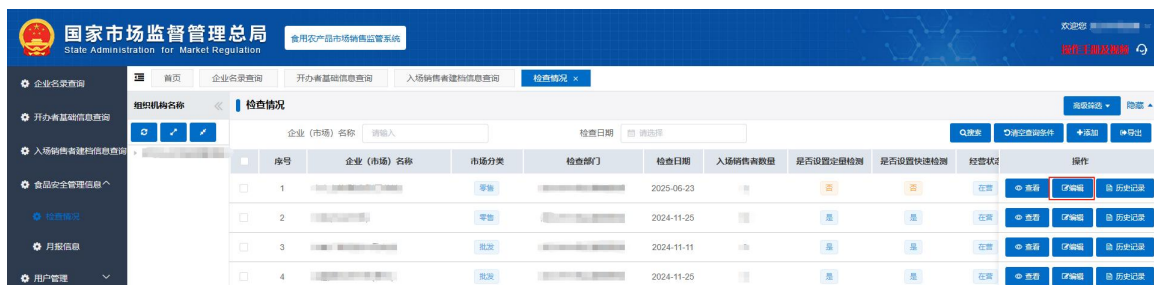 国家市场监督管理总局
State Administration for Market Regulation
食用农产品市场销售监管系统
欢迎您
操作手册及视频
企业名录查询
开办者基础信息查询
入场销售者建档信息查询
食品安全管理信息
检查情况
月报信息
用户管理
首页 企业名录查询 开办者基础信息查询 入场销售者建档信息查询 检查情况 ×
组织机构名称
检查情况
高级筛选 隐藏
企业（市场）名称 请输入 检查日期 请选择
Q搜索 清空查询条件 +添加 导出
序号 企业（市场）名称 市场分类 检查部门 检查日期 入场销售者数量 是否设置定量检测 是否设置快速检测 经营状态 操作
1 零售 2025-06-23 否 否 在营 查看 编辑 历史记录
2 零售 2024-11-25 是 是 在营 查看 编辑 历史记录
3 批发 2024-11-11 是 是 在营 查看 编辑 历史记录
4 批发 2024-11-25 是 是 在营 查看 编辑 历史记录